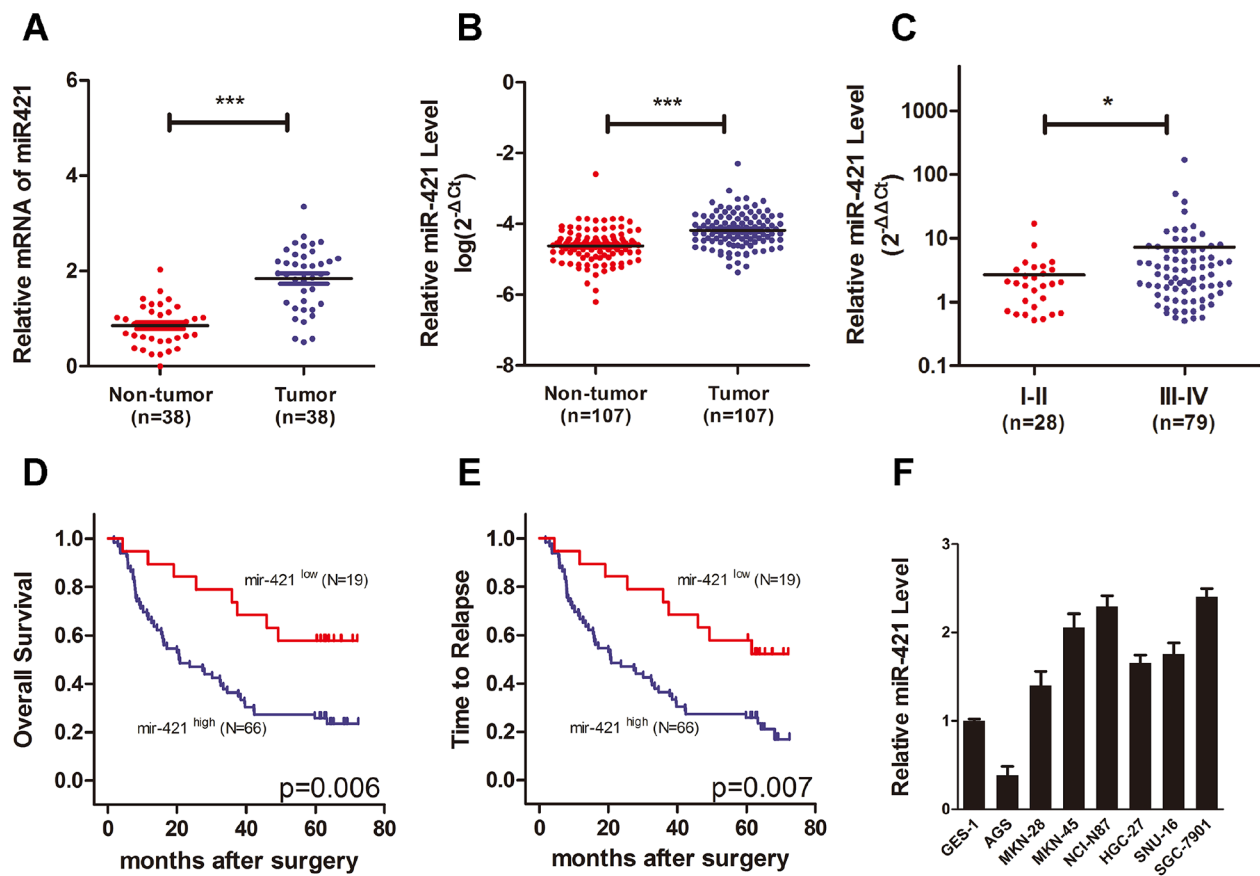 A
Relative mRNA of miR421
6
4
2
0
***
Non-tumor
(n=38)
Tumor
(n=38)
B
Relative miR-421 Level
log(2-ΔCt)
0
-2
-4
-6
-8
***
Non-tumor
(n=107)
Tumor
(n=107)
C
Relative miR-421 Level
(2-ΔΔCt)
1000
100
10
1
0.1
*
I-II
(n=28)
III-IV
(n=79)
D
Overall Survival
1.0
0.8
0.6
0.4
0.2
0.0
mir-421 low (N=19)
mir-421 high (N=66)
p=0.006
0 20 40 60 80
months after surgery
E
Time to Relapse
1.0
0.8
0.6
0.4
0.2
0.0
mir-421 low (N=19)
mir-421 high (N=66)
p=0.007
0 20 40 60 80
months after surgery
F
Relative miR-421 Level
3
2
1
0
GES-1
AGS
MKN-28
MKN-45
NCI-N87
HGC-27
SNU-16
SGC-7901